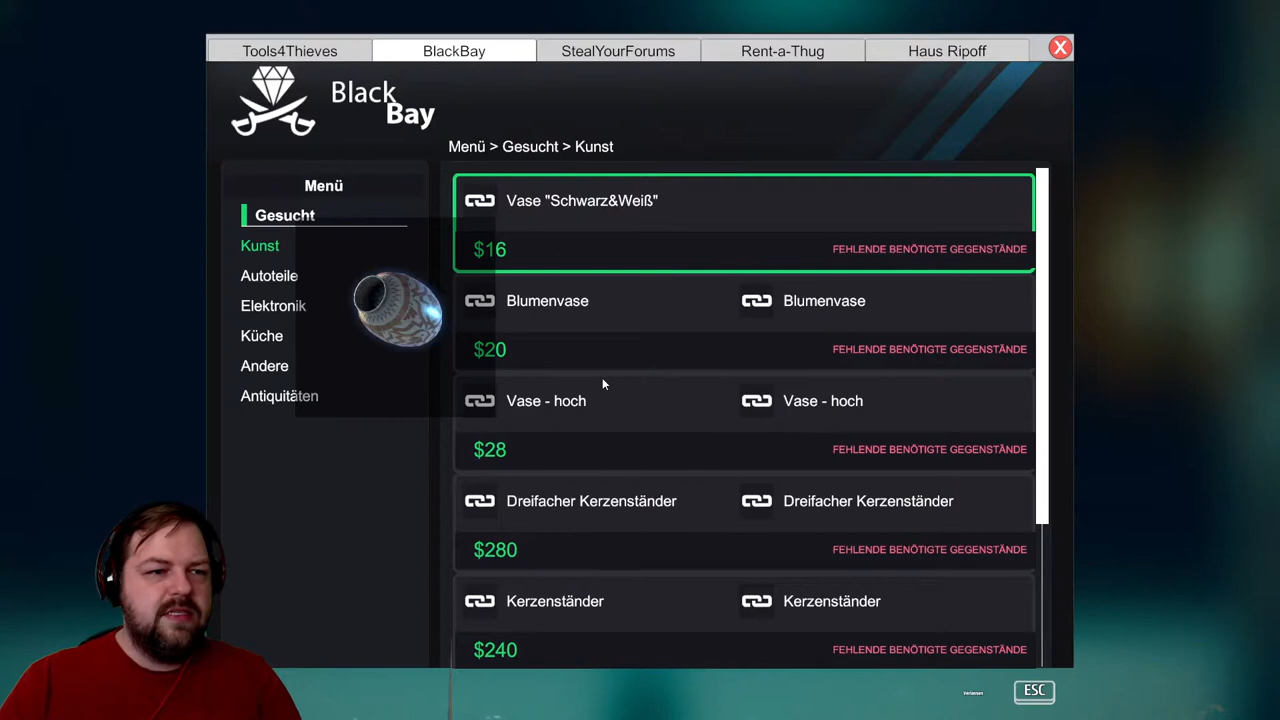 Tools4Thieves
BlackBay
StealYourForums
Rent-a-Thug
Haus Ripoff
X
Black
Bay
Menü > Gesucht > Kunst
Menü
Gesucht
Kunst
Autoteile
Elektronik
Küche
Andere
Antiquitäten
Vase "Schwarz&Weiß"
$16 FEHLENDE BENÖTIGTE GEGENSTÄNDE
Blumenvase Blumenvase
$20 FEHLENDE BENÖTIGTE GEGENSTÄNDE
Vase - hoch Vase - hoch
$28 FEHLENDE BENÖTIGTE GEGENSTÄNDE
Dreifacher Kerzenständer Dreifacher Kerzenständer
$280 FEHLENDE BENÖTIGTE GEGENSTÄNDE
Kerzenständer Kerzenständer
$240 FEHLENDE BENÖTIGTE GEGENSTÄNDE
Verlassen ESC